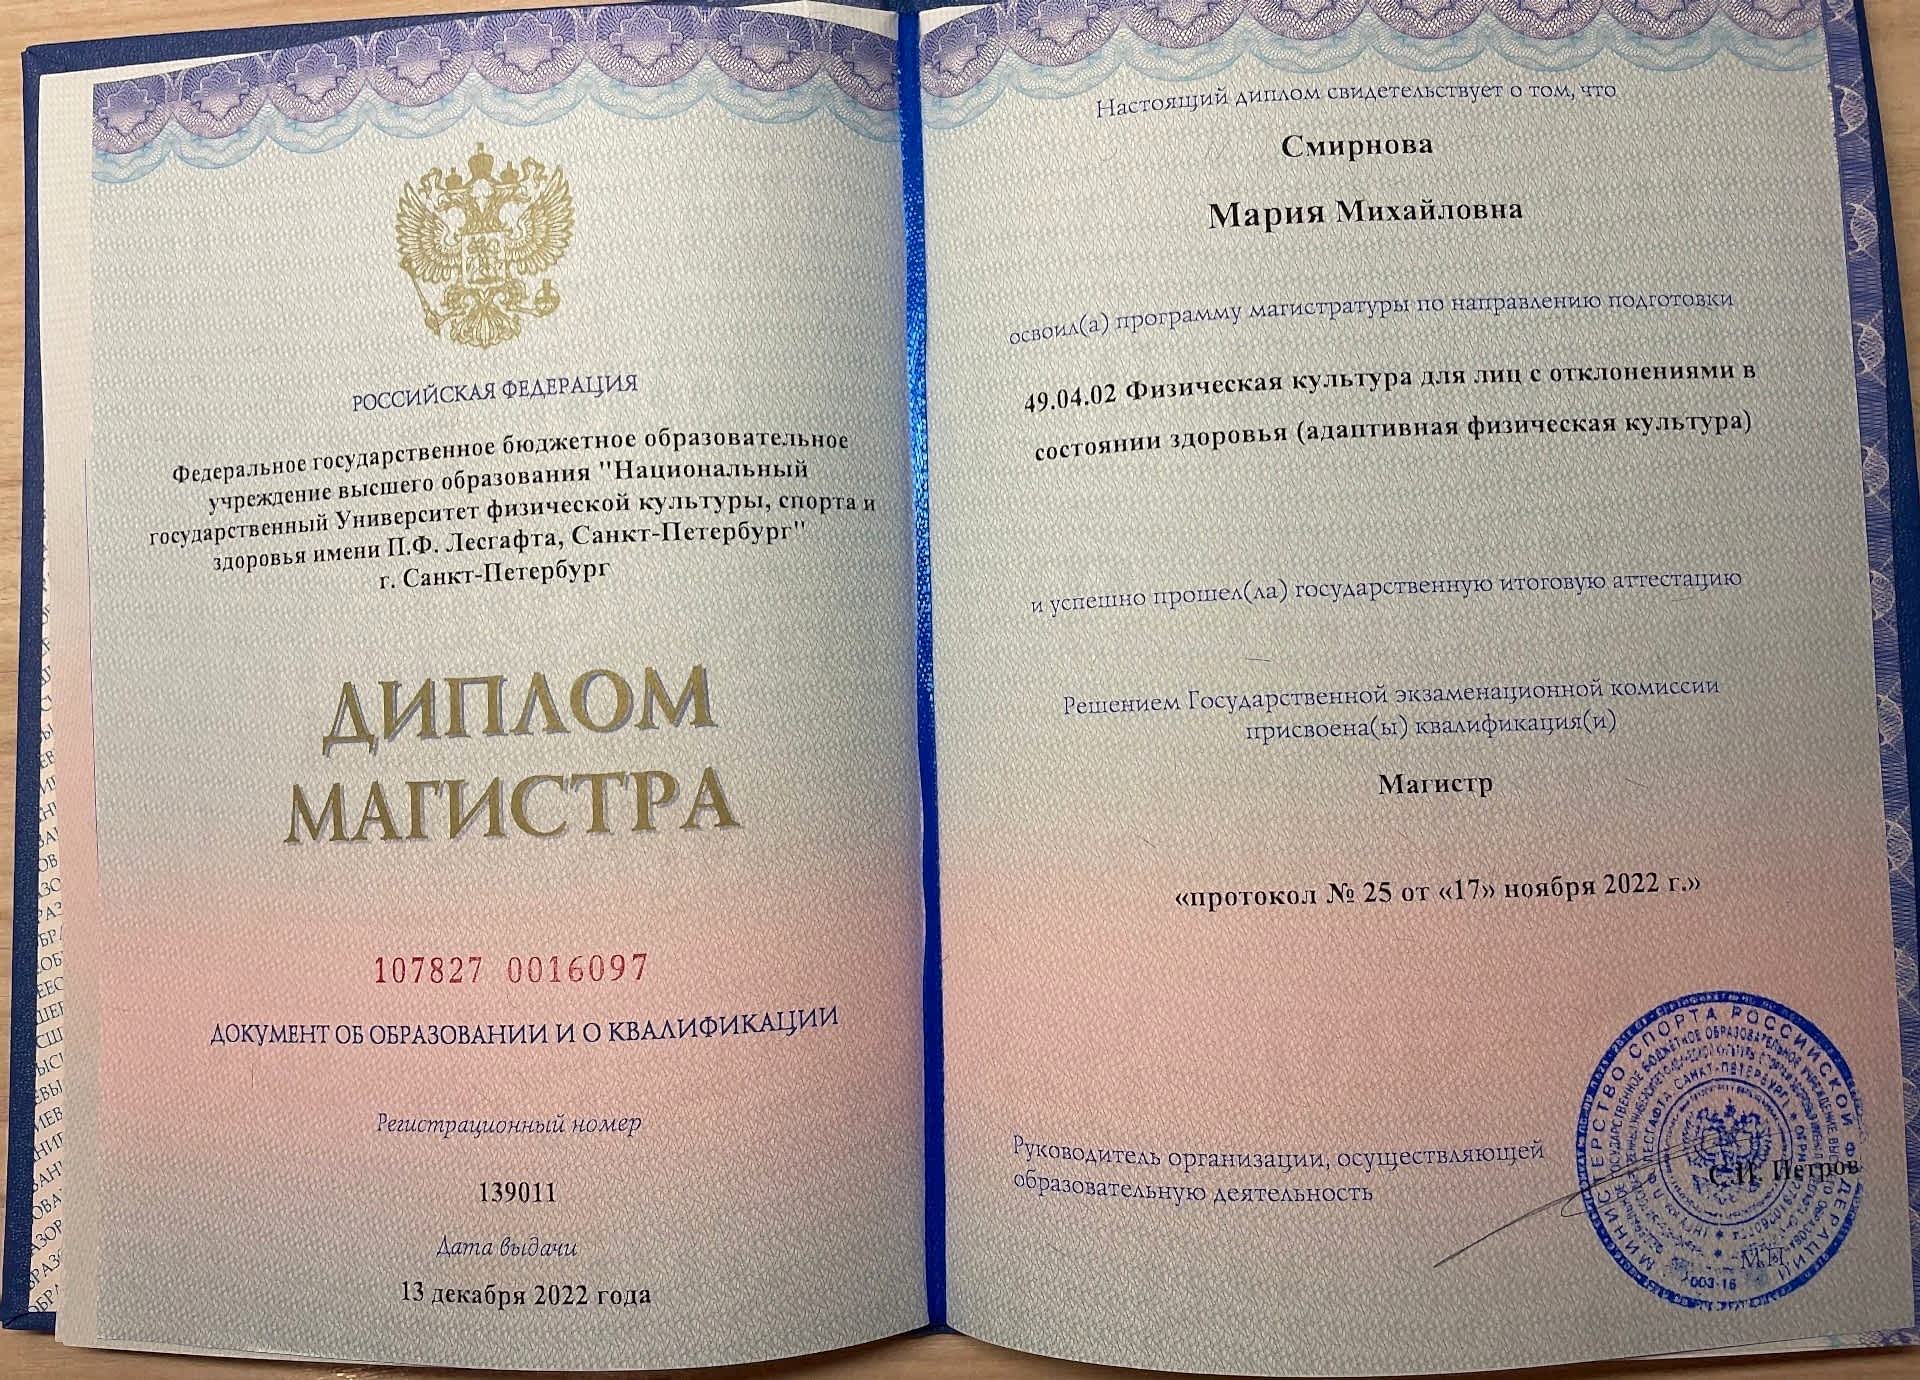 РОССИЙСКАЯ ФЕДЕРАЦИЯ
Федеральное государственное бюджетное образовательное
учреждение высшего образования "Национальный
государственный Университет физической культуры, спорта и
здоровья имени П.Ф. Лесгафта, Санкт-Петербург"
г. Санкт-Петербург
ДИПЛОМ
МАГИСТРА
107827 0016097
ДОКУМЕНТ ОБ ОБРАЗОВАНИИ И О КВАЛИФИКАЦИИ
Регистрационный номер
139011
Дата выдачи
13 декабря 2022 года
Настоящий диплом свидетельствует о том, что
Смирнова
Мария Михайловна
освоил(а) программу магистратуры по направлению подготовки
49.04.02 Физическая культура для лиц с отклонениями в
состоянии здоровья (адаптивная физическая культура)
и успешно прошел(ла) государственную итоговую аттестацию
Решением Государственной экзаменационной комиссии
присвоена(ы) квалификация(и)
Магистр
«протокол № 25 от «17» ноября 2022 г.»
Руководитель организации, осуществляющей
образовательную деятельность
С.И. Петров
М.П.
МИНИСТЕРСТВО СПОРТА РОССИЙСКОЙ ФЕДЕРАЦИИ